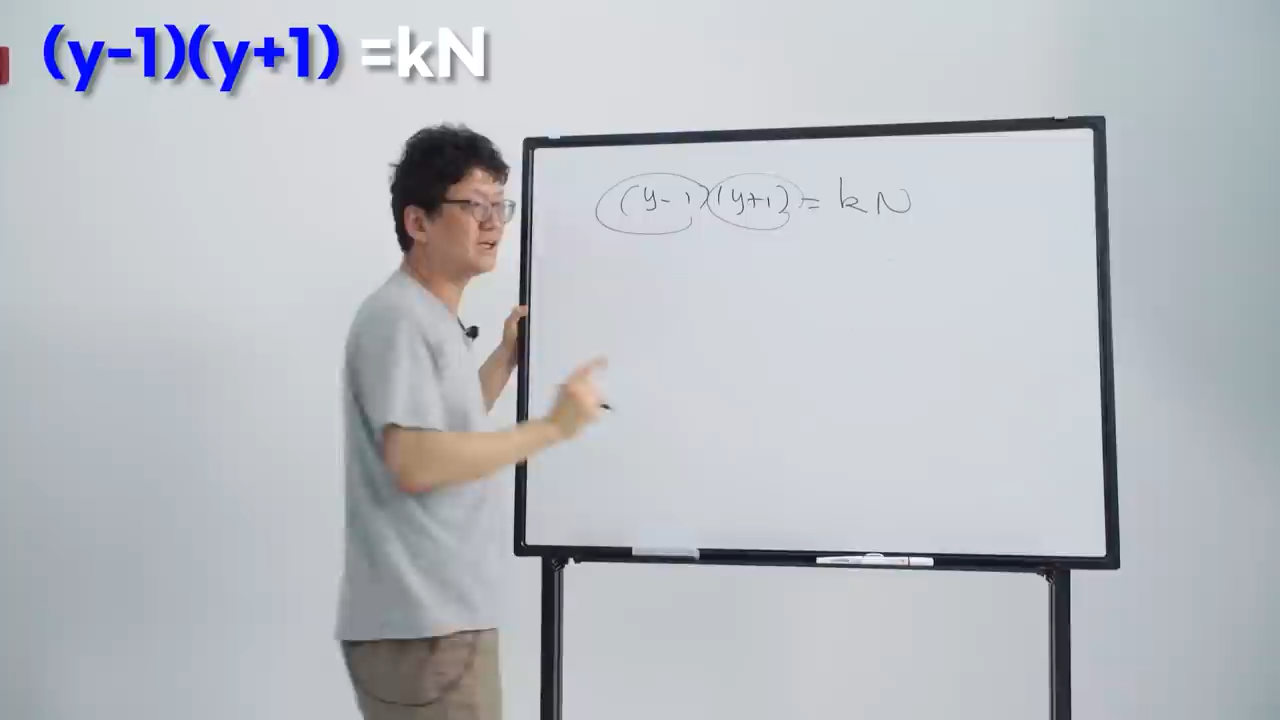 (y-1)(y+1) =kN
(y-1)(y+1) = kN